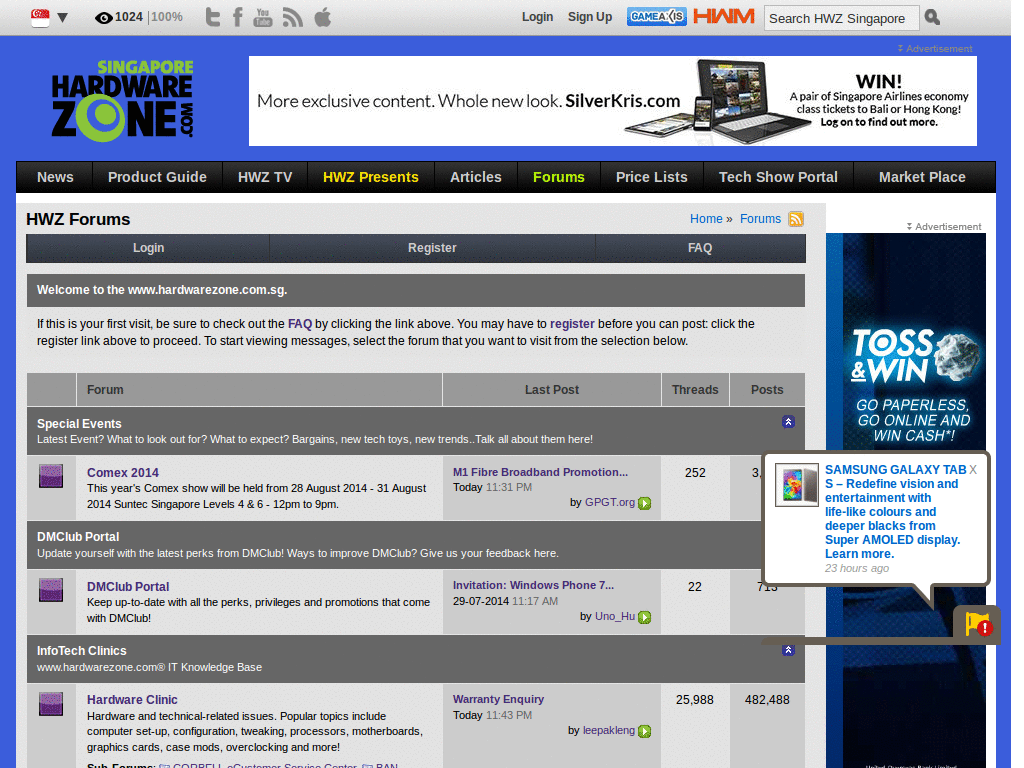 1024 | 100%
Login
Sign Up
GAMEAXIS
HWM
Search HWZ Singapore
Advertisement
SINGAPORE
HARDWARE
ZONE.COM
More exclusive content. Whole new look. SilverKris.com
WIN!
A pair of Singapore Airlines economy
class tickets to Bali or Hong Kong!
Log on to find out more.
News
Product Guide
HWZ TV
HWZ Presents
Articles
Forums
Price Lists
Tech Show Portal
Market Place
HWZ Forums
Home » Forums
Login
Register
FAQ
Advertisement
Welcome to the www.hardwarezone.com.sg.
If this is your first visit, be sure to check out the FAQ by clicking the link above. You may have to register before you can post: click the
register link above to proceed. To start viewing messages, select the forum that you want to visit from the selection below.
TOSS
&WIN
GO PAPERLESS,
GO ONLINE AND
WIN CASH*!
Forum
Last Post
Threads
Posts
Special Events
Latest Event? What to look out for? What to expect? Bargains, new tech toys, new trends..Talk all about them here!
Comex 2014
This year's Comex show will be held from 28 August 2014 - 31 August
2014 Suntec Singapore Levels 4 & 6 - 12pm to 9pm.
M1 Fibre Broadband Promotion...
Today 11:31 PM
by GPGT.org
252
3,
SAMSUNG GALAXY TAB X
S – Redefine vision and
entertainment with
life-like colours and
deeper blacks from
Super AMOLED display.
Learn more.
23 hours ago
DMClub Portal
Update yourself with the latest perks from DMClub! Ways to improve DMClub? Give us your feedback here.
DMClub Portal
Keep up-to-date with all the perks, privileges and promotions that come
with DMClub!
Invitation: Windows Phone 7...
29-07-2014 11:17 AM
by Uno_Hu
22
InfoTech Clinics
www.hardwarezone.com® IT Knowledge Base
Hardware Clinic
Hardware and technical-related issues. Popular topics include
computer set-up, configuration, tweaking, processors, motherboards,
graphics cards, case mods, overclocking and more!
Warranty Enquiry
Today 11:43 PM
by leepakleng
25,988
482,488
Sub-Forums: CORBELL eCustomer Service Center, BAN